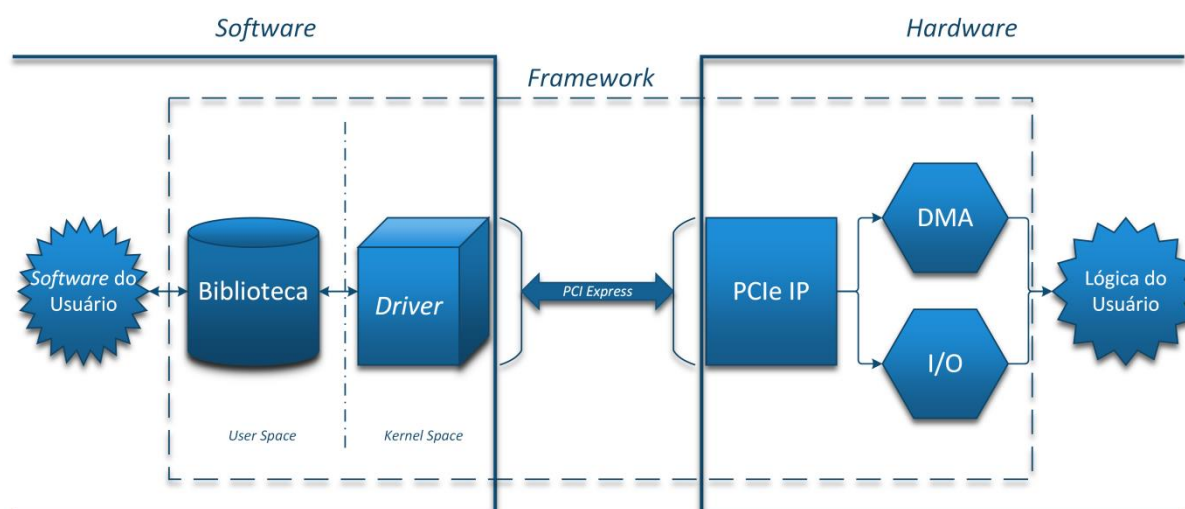 Software
Hardware
Framework
Software do
Usuário
Biblioteca
Driver
PCI Express
PCIe IP
DMA
I/O
Lógica do
Usuário
User Space
Kernel Space